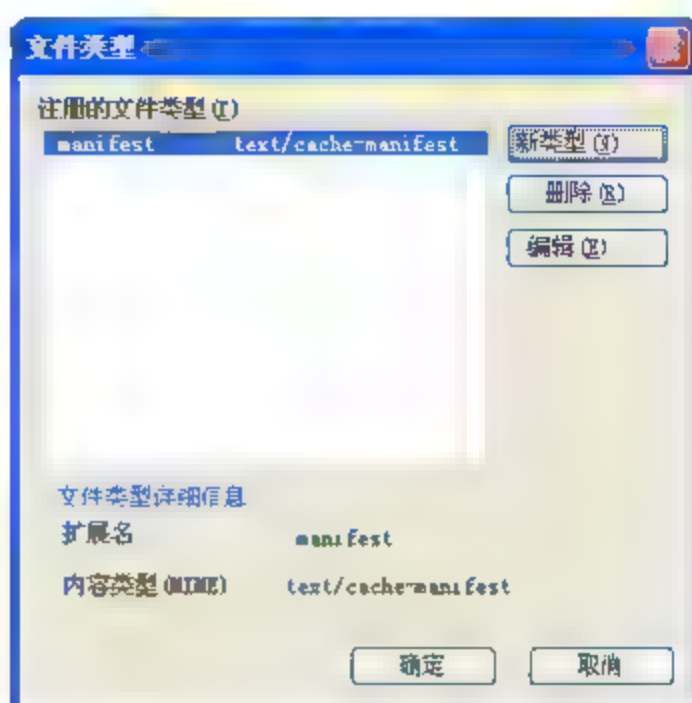 文件类型
注册的文件类型(T)
manifest text/cache-manifest
新类型(N)
删除(R)
编辑(E)
文件类型详细信息
扩展名 manifest
内容类型(MIME) text/cache-manifest
确定 取消